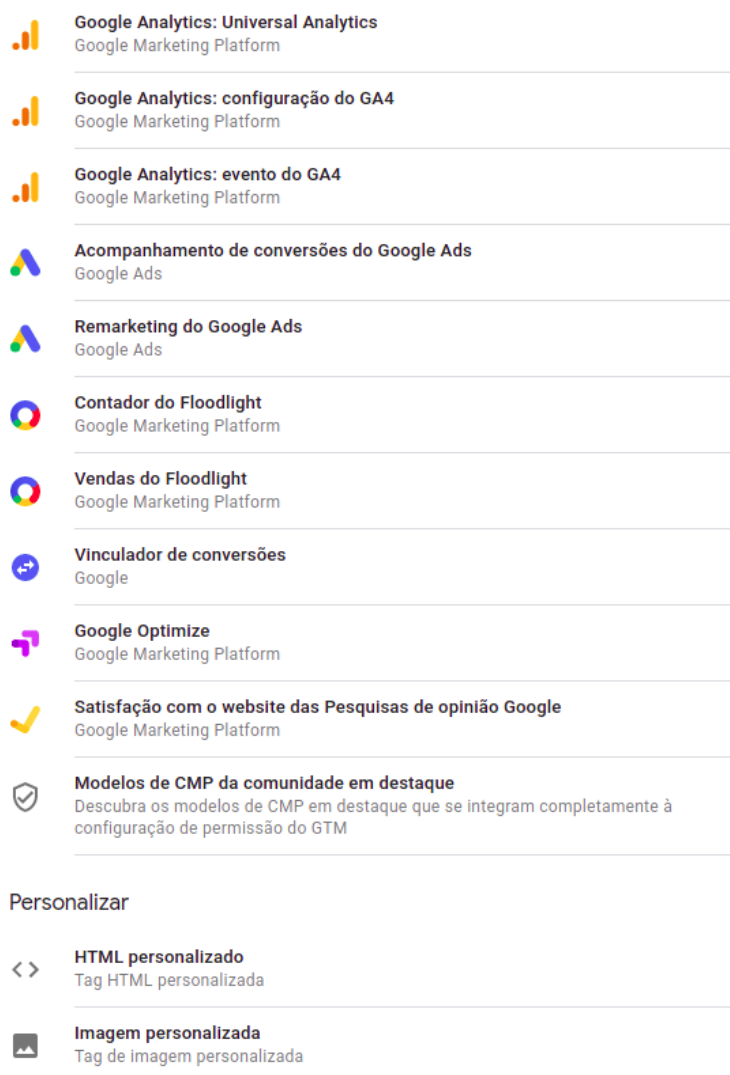 Google Analytics: Universal Analytics
Google Marketing Platform
Google Analytics: configuração do GA4
Google Marketing Platform
Google Analytics: evento do GA4
Google Marketing Platform
Acompanhamento de conversões do Google Ads
Google Ads
Remarketing do Google Ads
Google Ads
Contador do Floodlight
Google Marketing Platform
Vendas do Floodlight
Google Marketing Platform
Vinculador de conversões
Google
Google Optimize
Google Marketing Platform
Satisfação com o website das Pesquisas de opinião Google
Google Marketing Platform
Modelos de CMP da comunidade em destaque
Descubra os modelos de CMP em destaque que se integram completamente à
configuração de permissão do GTM
Personalizar
HTML personalizado
Tag HTML personalizada
Imagem personalizada
Tag de imagem personalizada